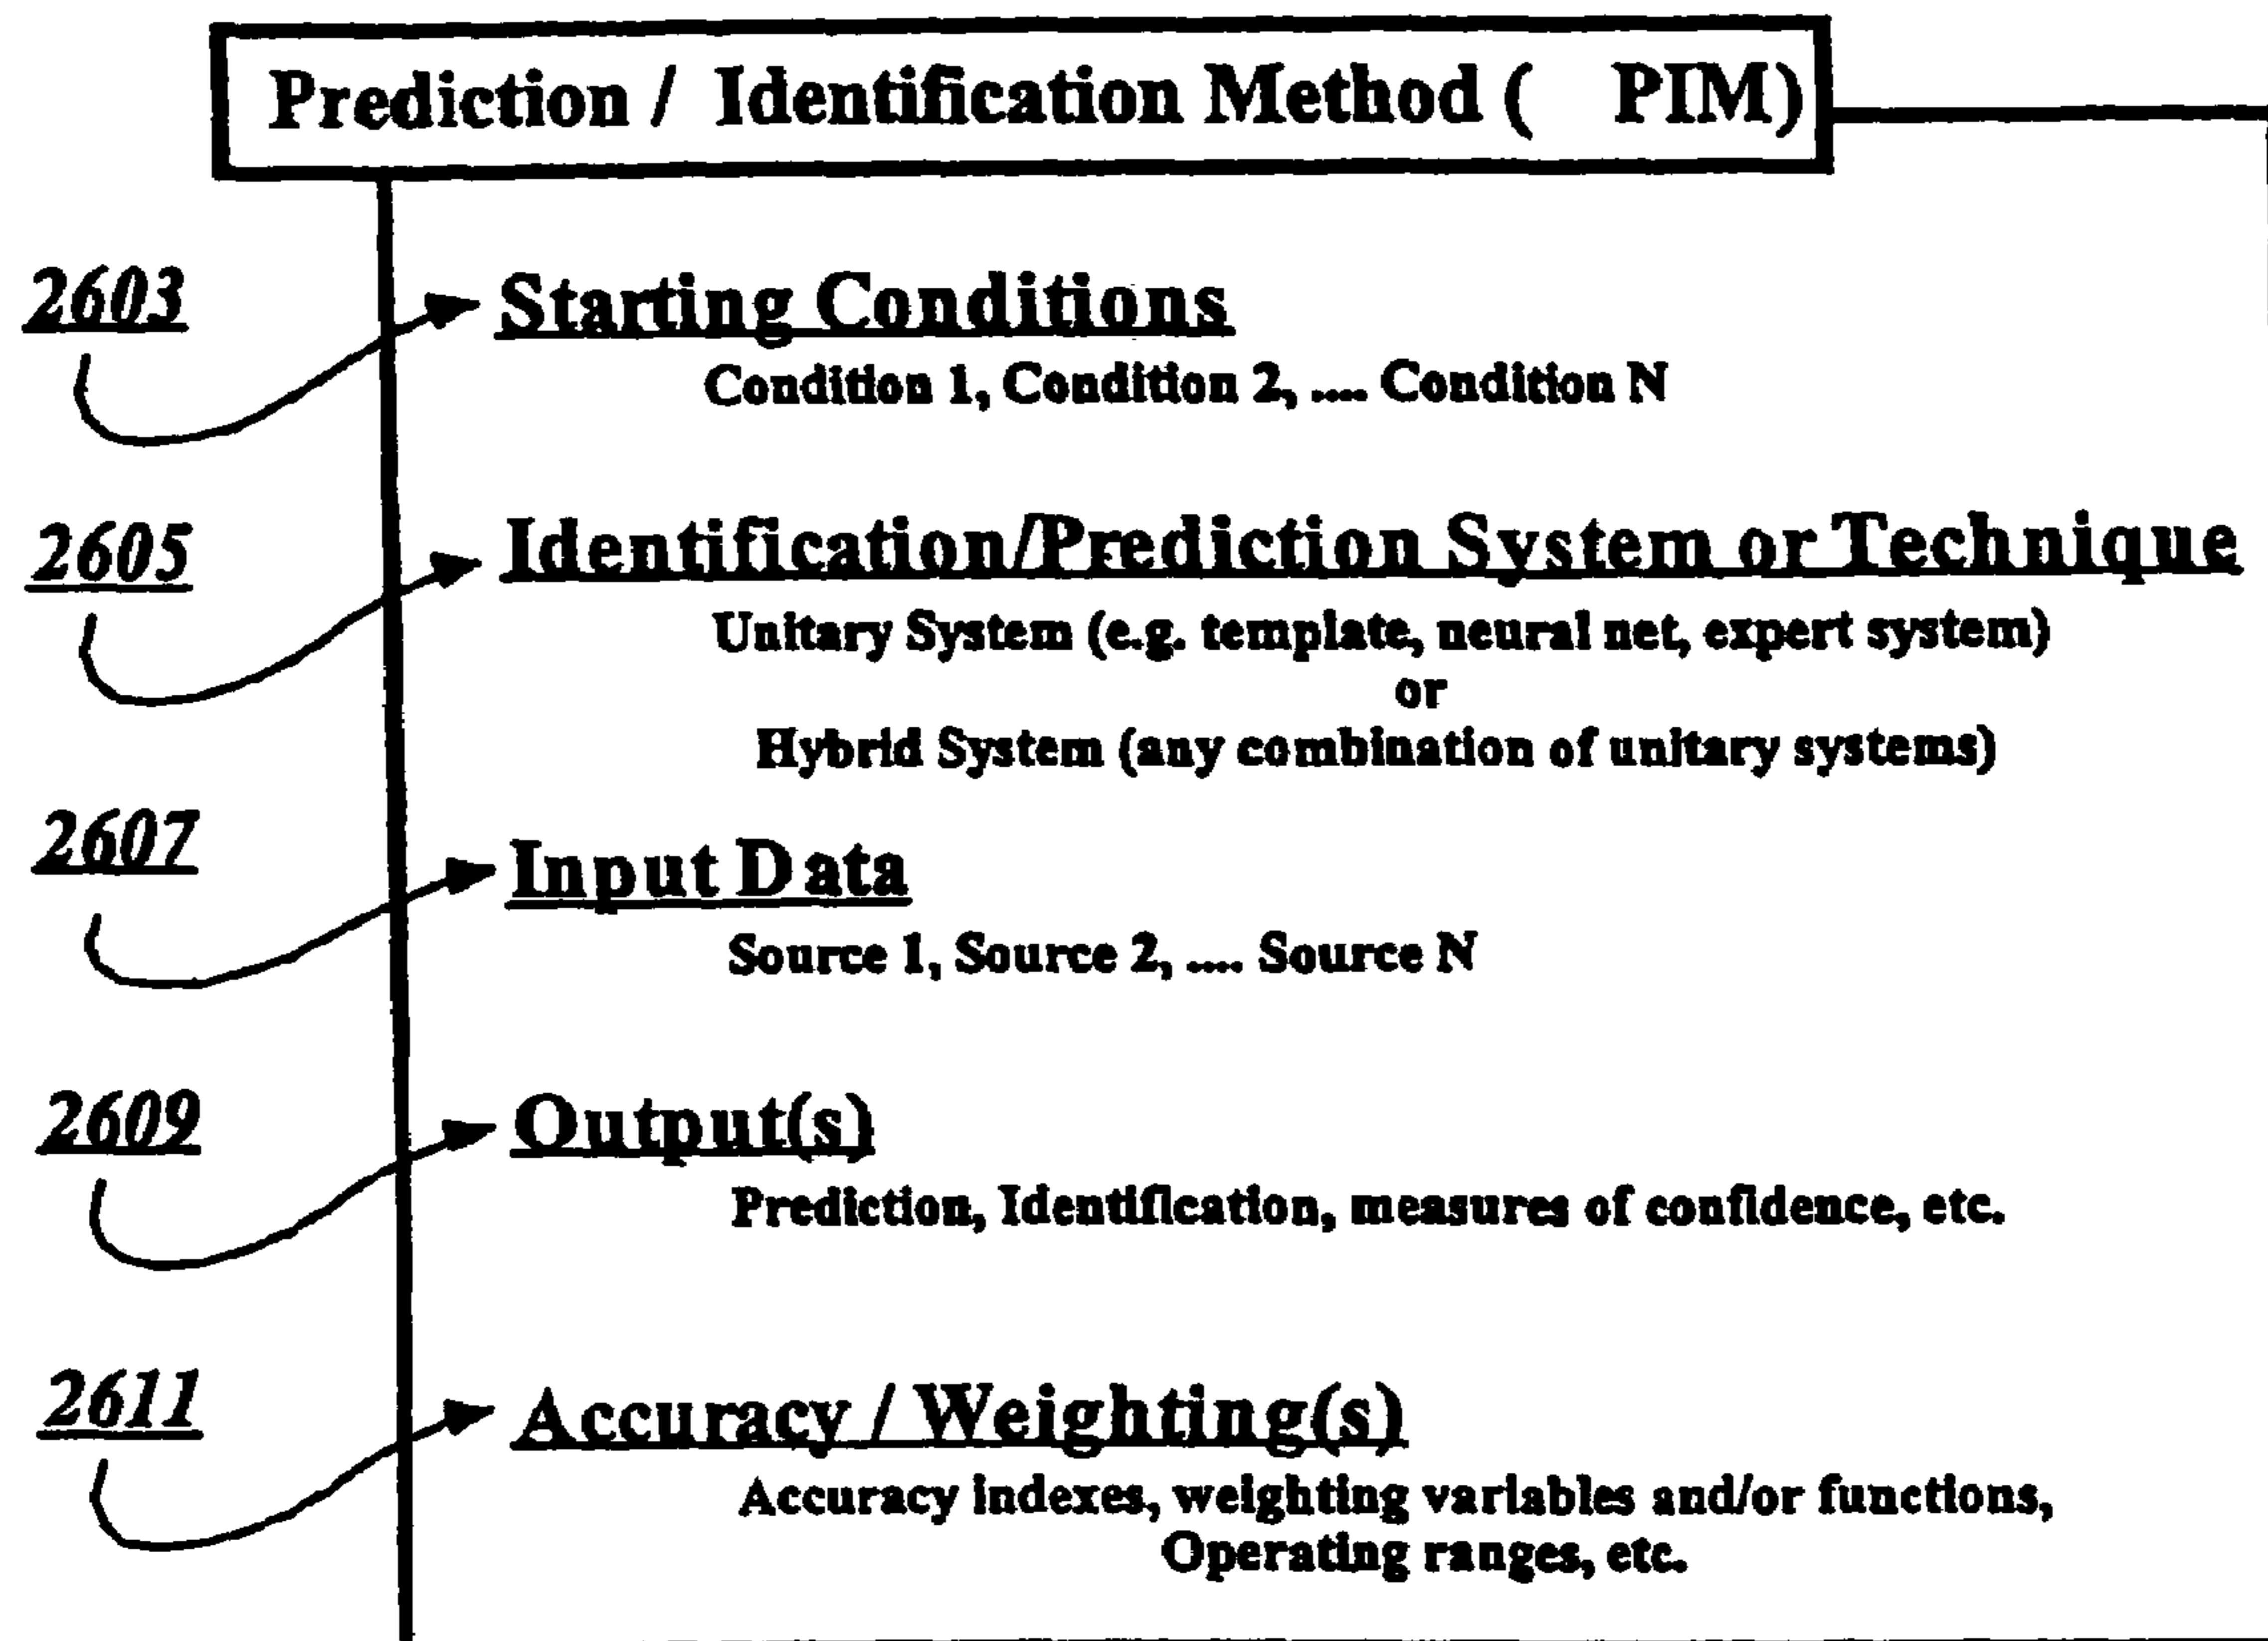 Prediction / Identification Method ( PIM)
2603
Starting Conditions
Condition 1, Condition 2, .... Condition N
2605
Identification/Prediction System or Technique
Unitary System (e.g. template, neural net, expert system)
or
Hybrid System (any combination of unitary systems)
2607
Input Data
Source 1, Source 2, .... Source N
2609
Output(s)
Prediction, Identification, measures of confidence, etc.
2611
Accuracy / Weighting(s)
Accuracy indexes, weighting variables and/or functions,
Operating ranges, etc.